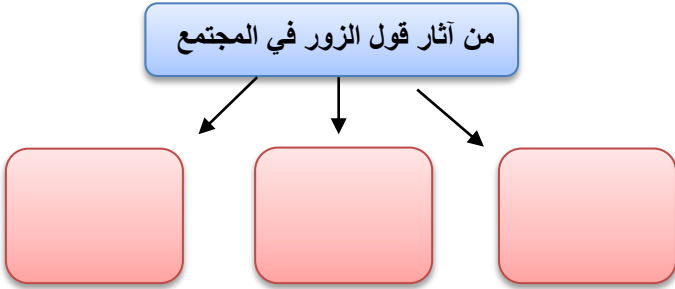 من آثار قول الزور في المجتمع